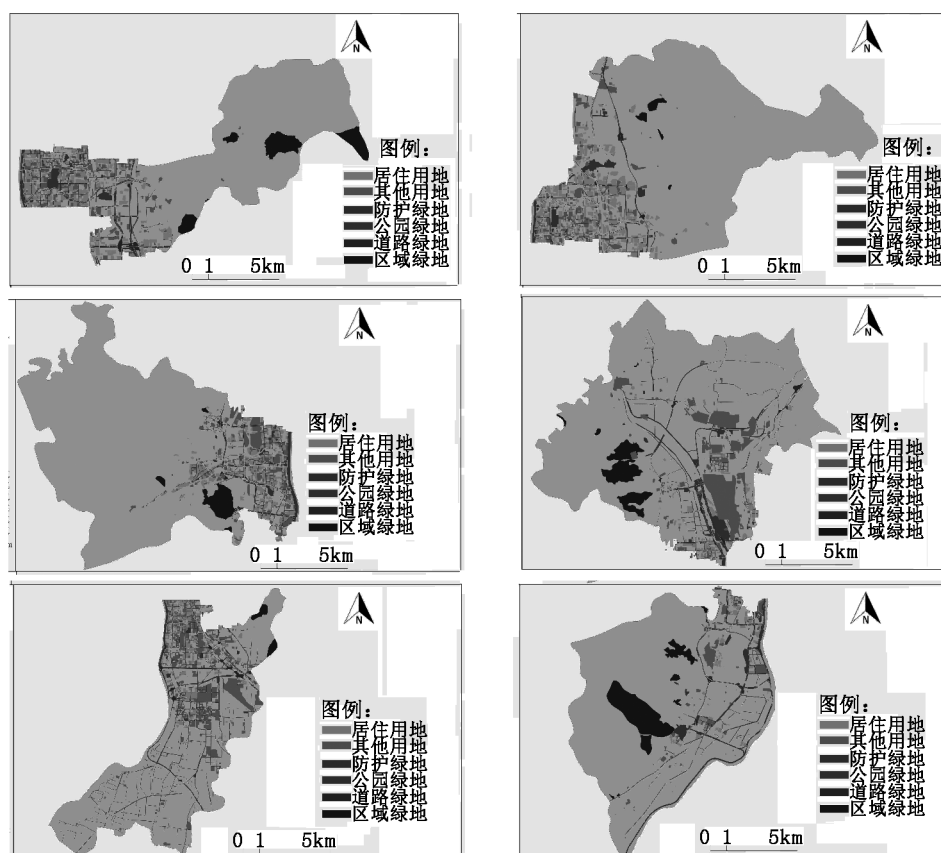 N
图例：
居住用地
其他用地
防护绿地
公园绿地
道路绿地
区域绿地
0 1 5km
N
图例：
居住用地
其他用地
防护绿地
公园绿地
道路绿地
区域绿地
0 1 5km
N
图例：
居住用地
其他用地
防护绿地
公园绿地
道路绿地
区域绿地
0 1 5km
N
图例：
居住用地
其他用地
防护绿地
公园绿地
道路绿地
区域绿地
0 1 5km
N
图例：
居住用地
其他用地
防护绿地
公园绿地
道路绿地
区域绿地
0 1 5km
N
图例：
居住用地
其他用地
防护绿地
公园绿地
道路绿地
区域绿地
0 1 5km